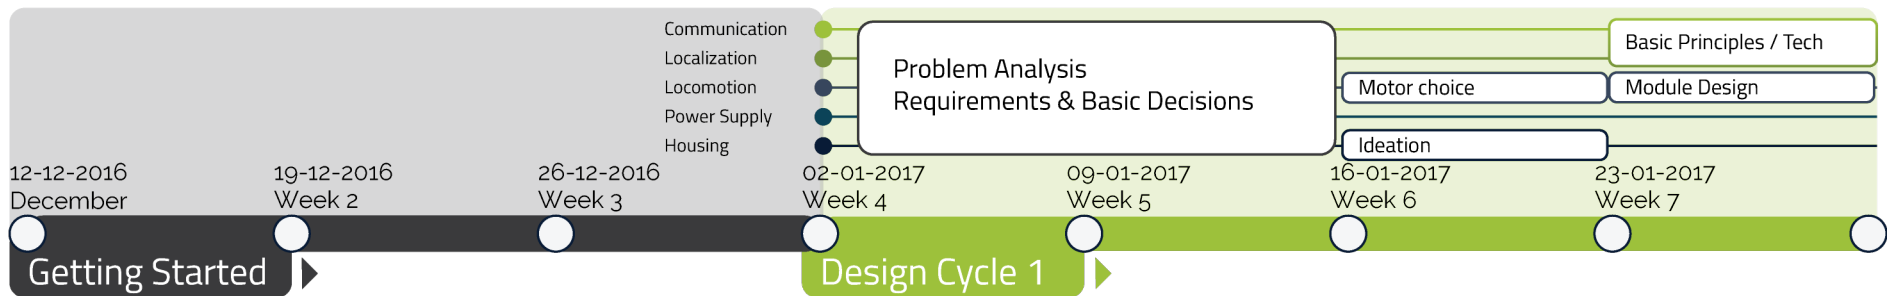 Communication
Localization
Locomotion
Power Supply
Housing
Problem Analysis
Requirements & Basic Decisions
Basic Principles / Tech
Motor choice
Module Design
Ideation
12-12-2016
December
19-12-2016
Week 2
26-12-2016
Week 3
02-01-2017
Week 4
09-01-2017
Week 5
16-01-2017
Week 6
23-01-2017
Week 7
Getting Started
Design Cycle 1